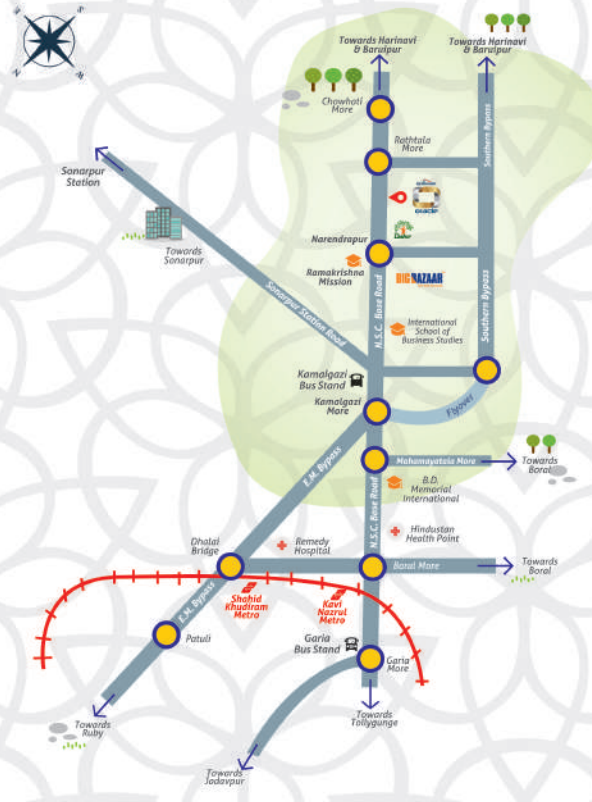 Towards Harinavi
& Baruipur
Towards Harinavi
& Baruipur
Chowhati
More
Rathtala
More
Southern Bypass
Sonarpur
Station
Towards
Sonarpur
Narendrapur
Ramakrishna
Mission
BIG BAZAAR
N.S.C. Bose Road
Southern Bypass
Sonarpur Station Road
International
School of
Business Studies
Kamalgazi
Bus Stand
Kamalgazi
More
Flyover
E.M. Bypass
Mahamayatala More
Towards
Boral
B.D.
Memorial
International
N.S.C. Bose Road
Hindustan
Health Point
Dhalai
Bridge
Remedy
Hospital
Boral More
Towards
Boral
E.M. Bypass
Shahid
Khudiram
Metro
Kavi
Nazrul
Metro
Patuli
Garia
Bus Stand
Garia
More
Towards
Ruby
Towards
Tollygunge
Towards
Jadavpur